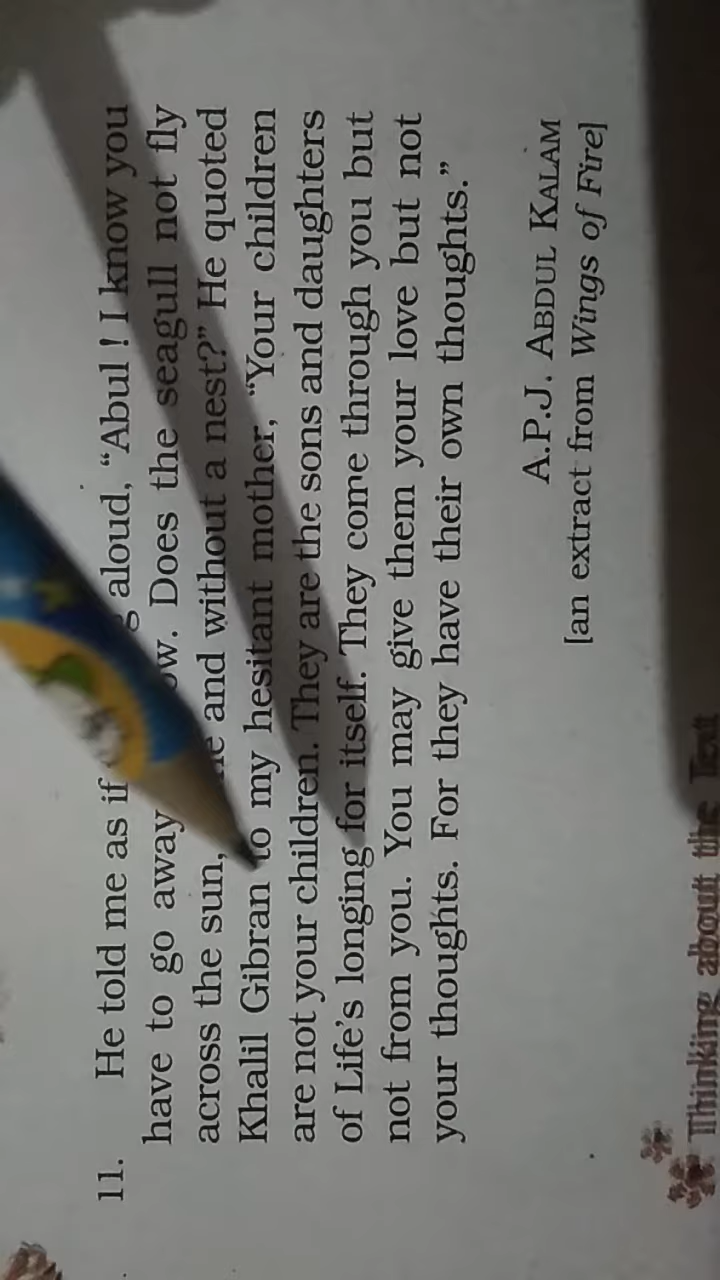 11. He told me as if aloud, “Abul ! I know you
have to go away Does the seagull not fly
across the sun, and without a nest?” He quoted
Khalil Gibran to my hesitant mother, “Your children
are not your children. They are the sons and daughters
of Life’s longing for itself. They come through you but
not from you. You may give them your love but not
your thoughts. For they have their own thoughts.”
A.P.J. ABDUL KALAM
[an extract from Wings of Fire]
Thinking about the Text